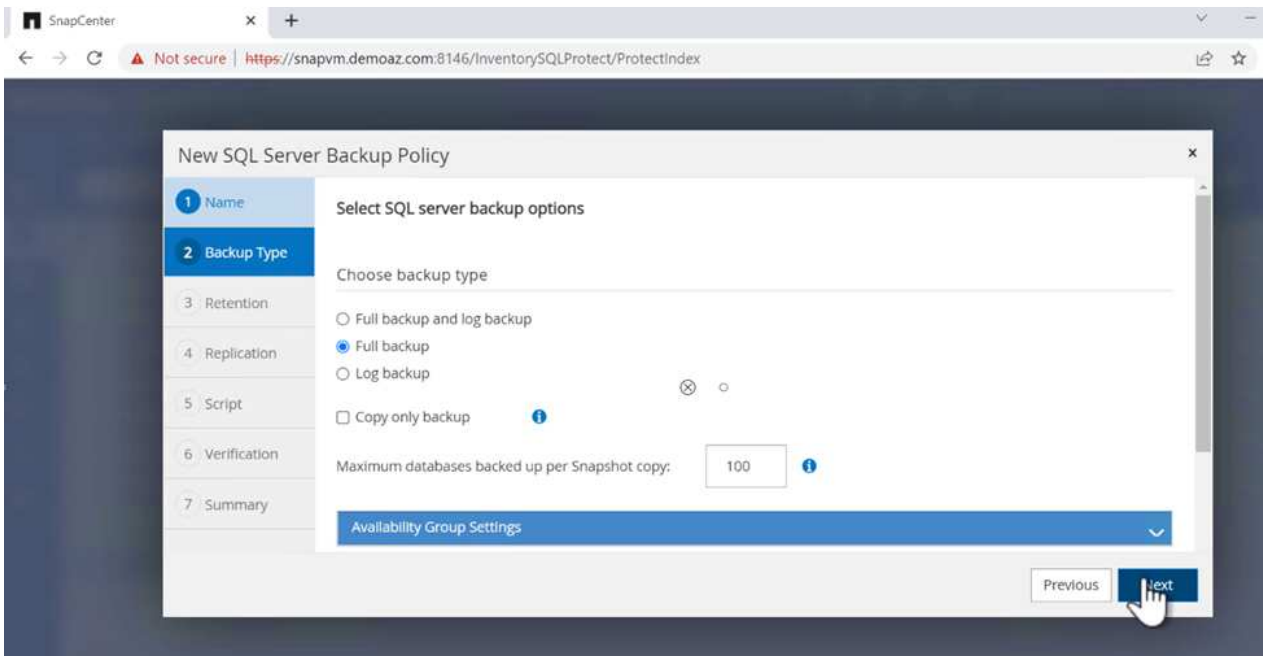 SnapCenter
Not secure | https://snapvm.demoaz.com:8146/InventorySQLProtect/ProtectIndex
New SQL Server Backup Policy
1 Name
2 Backup Type
3 Retention
4 Replication
5 Script
6 Verification
7 Summary
Select SQL server backup options
Choose backup type
Full backup and log backup
Full backup
Log backup
Copy only backup
Maximum databases backed up per Snapshot copy: 100
Availability Group Settings
Previous Next